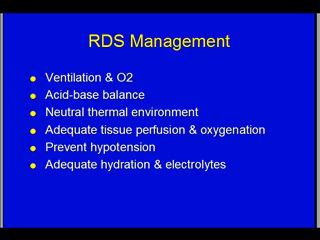 RDS Management
Ventilation & O2
Acid-base balance
Neutral thermal environment
Adequate tissue perfusion & oxygenation
Prevent hypotension
Adequate hydration & electrolytes